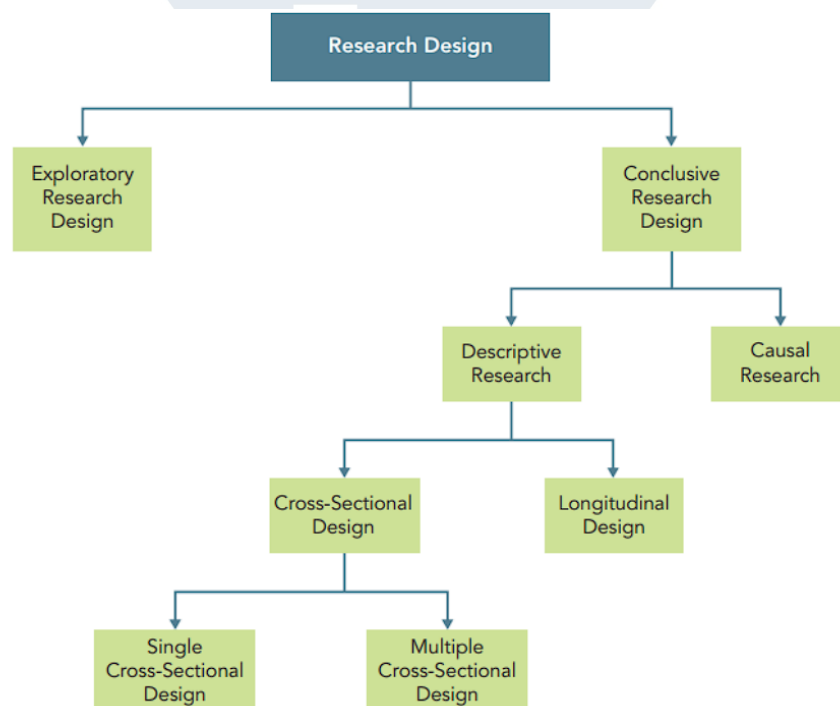 Research Design
Exploratory
Research
Design
Conclusive
Research
Design
Descriptive
Research
Causal
Research
Cross-Sectional
Design
Longitudinal
Design
Single
Cross-Sectional
Design
Multiple
Cross-Sectional
Design